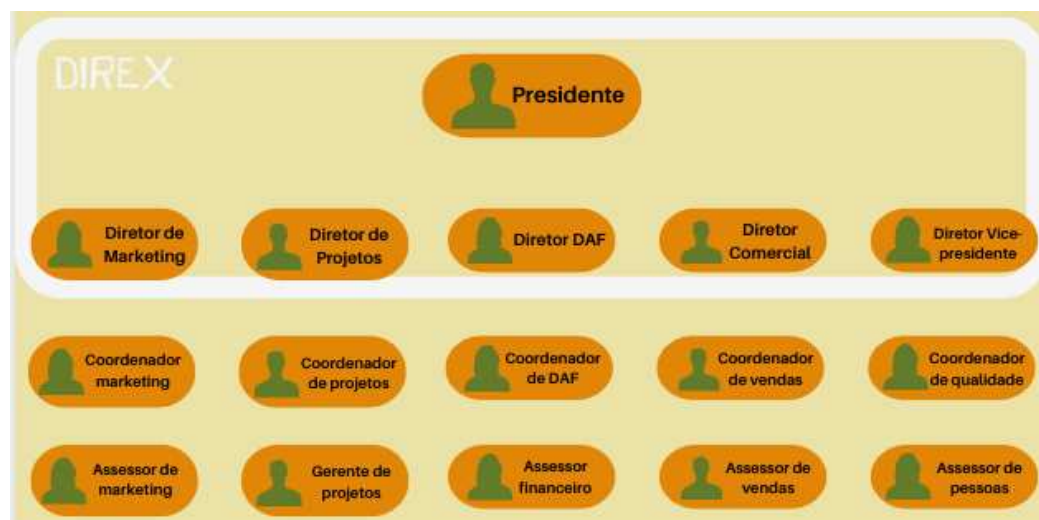 DIREX
Presidente
Diretor de
Marketing
Diretor de
Projetos
Diretor DAF
Diretor
Comercial
Diretor Vice-
presidente
Coordenador
marketing
Coordenador
de projetos
Coordenador
de DAF
Coordenador
de vendas
Coordenador
de qualidade
Assessor de
marketing
Gerente de
projetos
Assessor
financeiro
Assessor de
vendas
Assessor de
pessoas